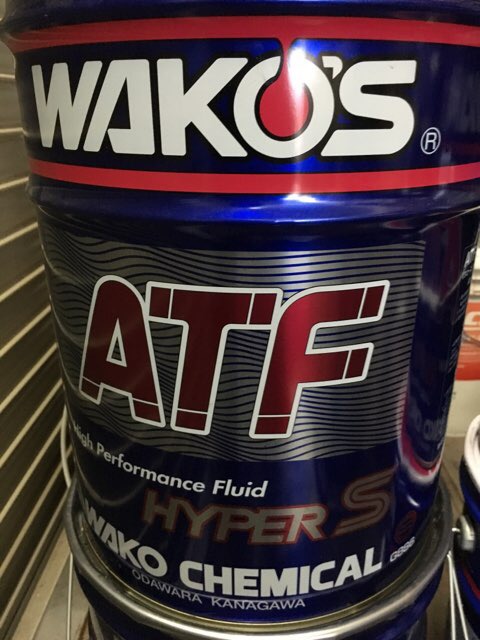 WAKO'S®
ATF
High Performance Fluid
HYPER S
WAKO CHEMICAL
ODAWARA KANAGAWA